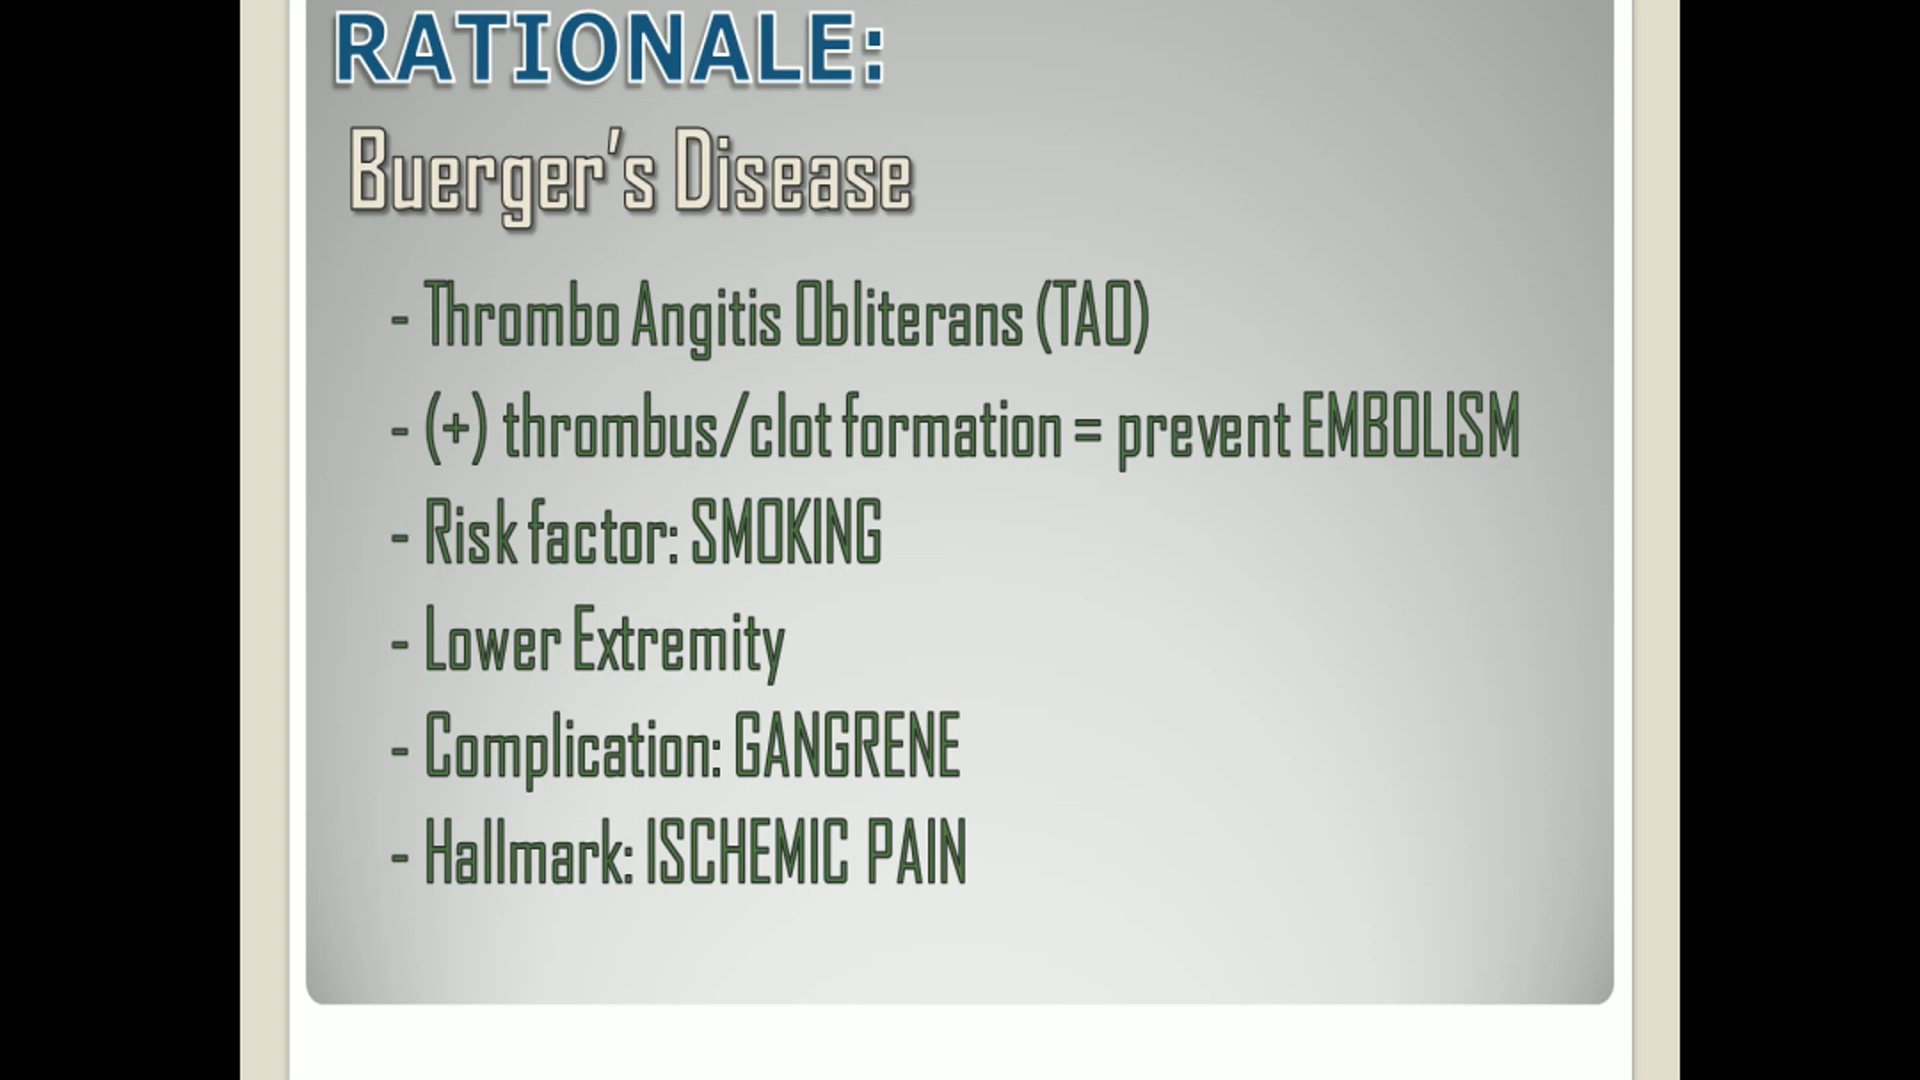 RATIONALE:
Buerger's Disease
- Thrombo Angitis Obliterans (TAO)
- (+) thrombus/clot formation = prevent EMBOLISM
- Risk factor: SMOKING
- Lower Extremity
- Complication: GANGRENE
- Hallmark: ISCHEMIC PAIN